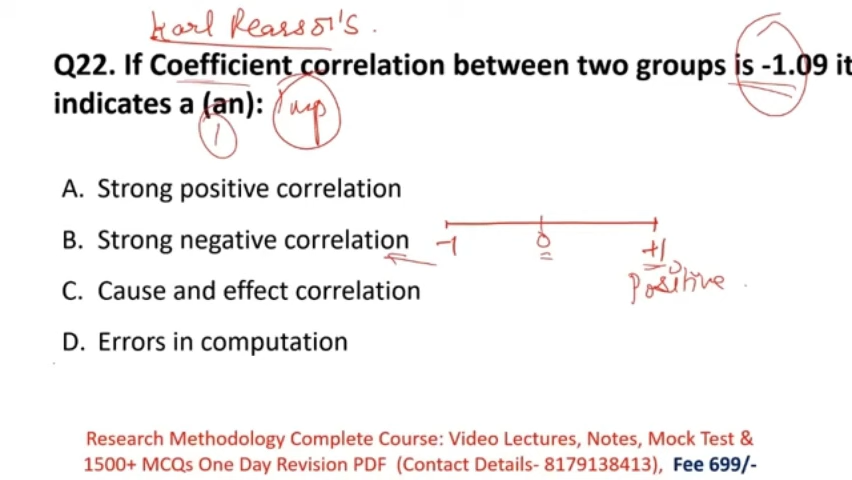 Karl Pearson's.
Q22. If Coefficient correlation between two groups is -1.09 it
indicates a (an): Imp
1
A. Strong positive correlation
B. Strong negative correlation
-1 0 +1
Positive
C. Cause and effect correlation
D. Errors in computation
Research Methodology Complete Course: Video Lectures, Notes, Mock Test &
1500+ MCQs One Day Revision PDF (Contact Details- 8179138413), Fee 699/-